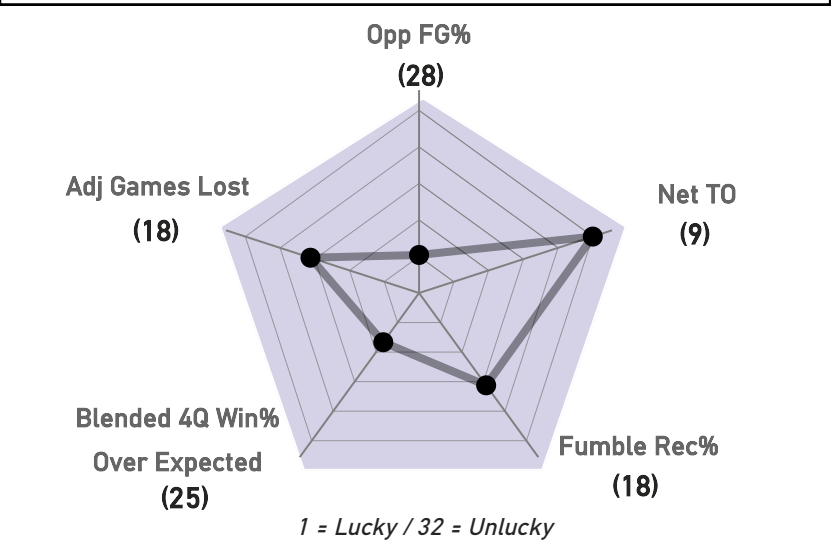 Opp FG%
(28)
Adj Games Lost
(18)
Net TO
(9)
Blended 4Q Win%
Over Expected
(25)
Fumble Rec%
(18)
1 = Lucky / 32 = Unlucky